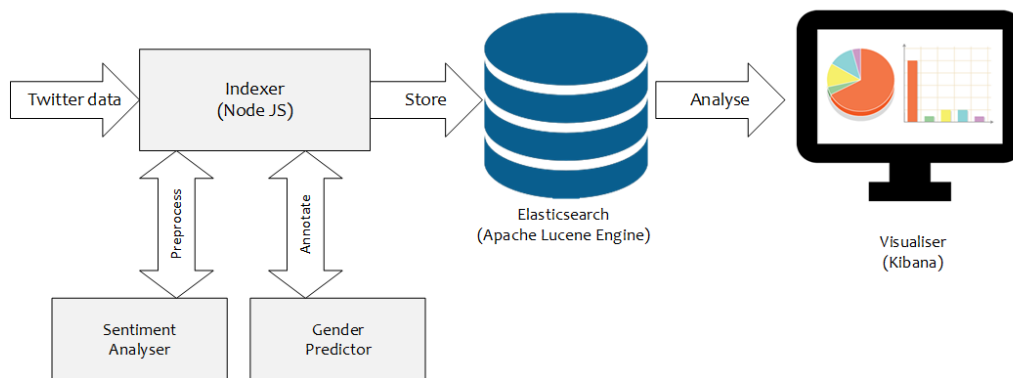 Twitter data
Indexer
(Node JS)
Store
Analyse
Preprocess
Annotate
Elasticsearch
(Apache Lucene Engine)
Visualiser
(Kibana)
Sentiment
Analyser
Gender
Predictor